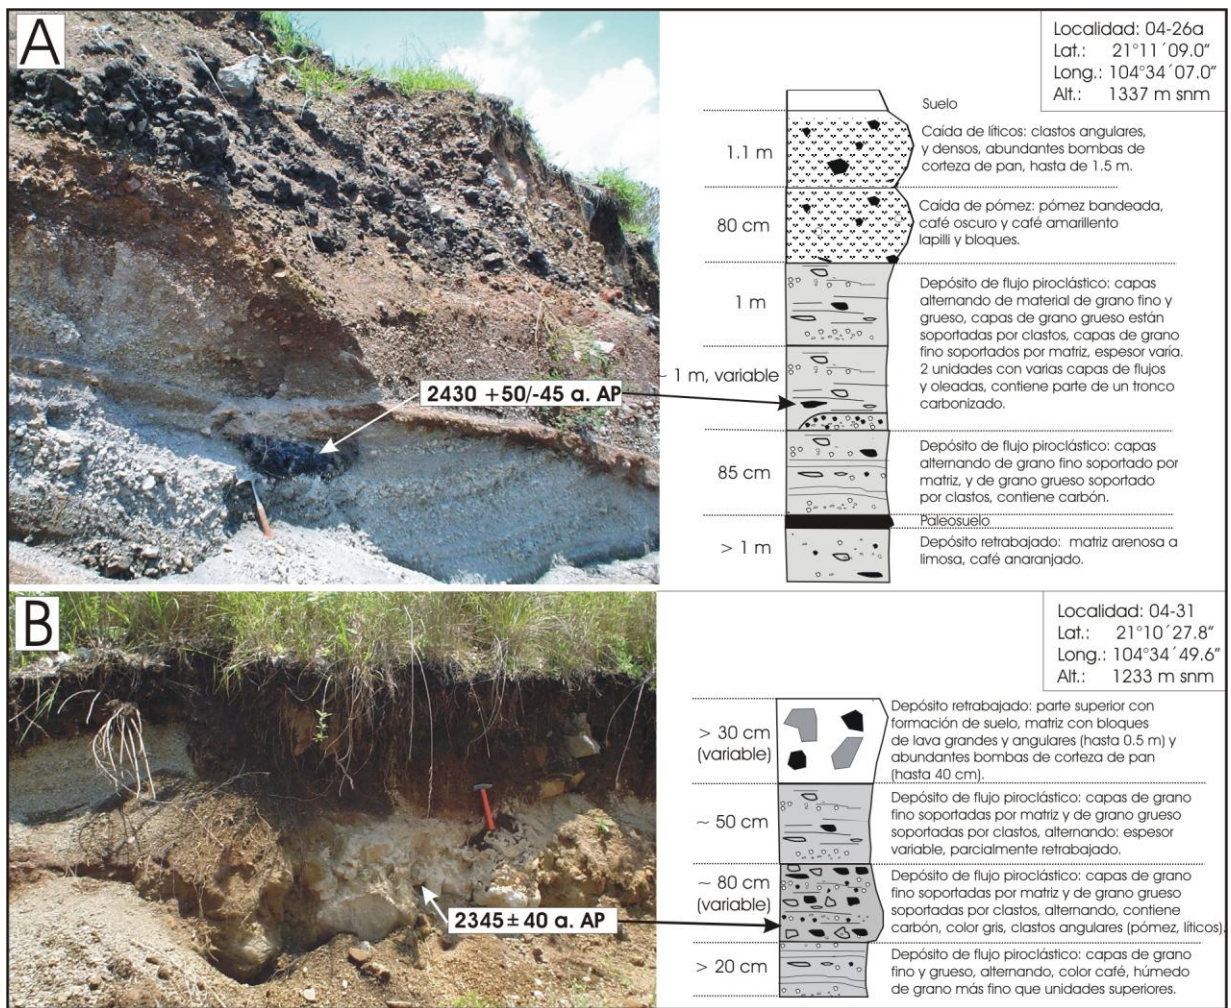 A
Localidad: 04-26a
Lat.: 21°11´09.0"
Long.: 104°34´07.0"
Alt.: 1337 m snm
Suelo
1.1 m
Caída de líticos: clastos angulares,
y densos, abundantes bombas de
corteza de pan, hasta de 1.5 m.
80 cm
Caída de pómez: pómez bandeada,
café oscuro y café amarillento
lapilli y bloques.
1 m
Depósito de flujo piroclástico: capas
alternando de material de grano fino y
grueso, capas de grano grueso están
soportadas por clastos, capas de grano
fino soportados por matriz, espesor varía.
2 unidades con varias capas de flujos
y oleadas, contiene parte de un tronco
carbonizado.
~ 1 m, variable
2430 +50/-45 a. AP
85 cm
Depósito de flujo piroclástico: capas
alternando de grano fino soportado por
matriz, y de grano grueso soportado
por clastos, contiene carbón.
Paleosuelo
> 1 m
Depósito retrabajado: matriz arenosa a
limosa, café anaranjado.
B
Localidad: 04-31
Lat.: 21°10´27.8"
Long.: 104°34´49.6"
Alt.: 1233 m snm
> 30 cm
(variable)
Depósito retrabajado: parte superior con
formación de suelo, matriz con bloques
de lava grandes y angulares (hasta 0.5 m) y
abundantes bombas de corteza de pan
(hasta 40 cm).
~ 50 cm
Depósito de flujo piroclástico: capas de grano
fino soportadas por matriz y de grano grueso
soportadas por clastos, alternando: espesor
variable, parcialmente retrabajado.
~ 80 cm
(variable)
Depósito de flujo piroclástico: capas de grano
fino soportadas por matriz y de grano grueso
soportadas por clastos, alternando, contiene
carbón, color gris, clastos angulares (pómez, líticos).
2345 ± 40 a. AP
> 20 cm
Depósito de flujo piroclástico: capas de grano
fino y grueso, alternando, color café, húmedo
de grano más fino que unidades superiores.